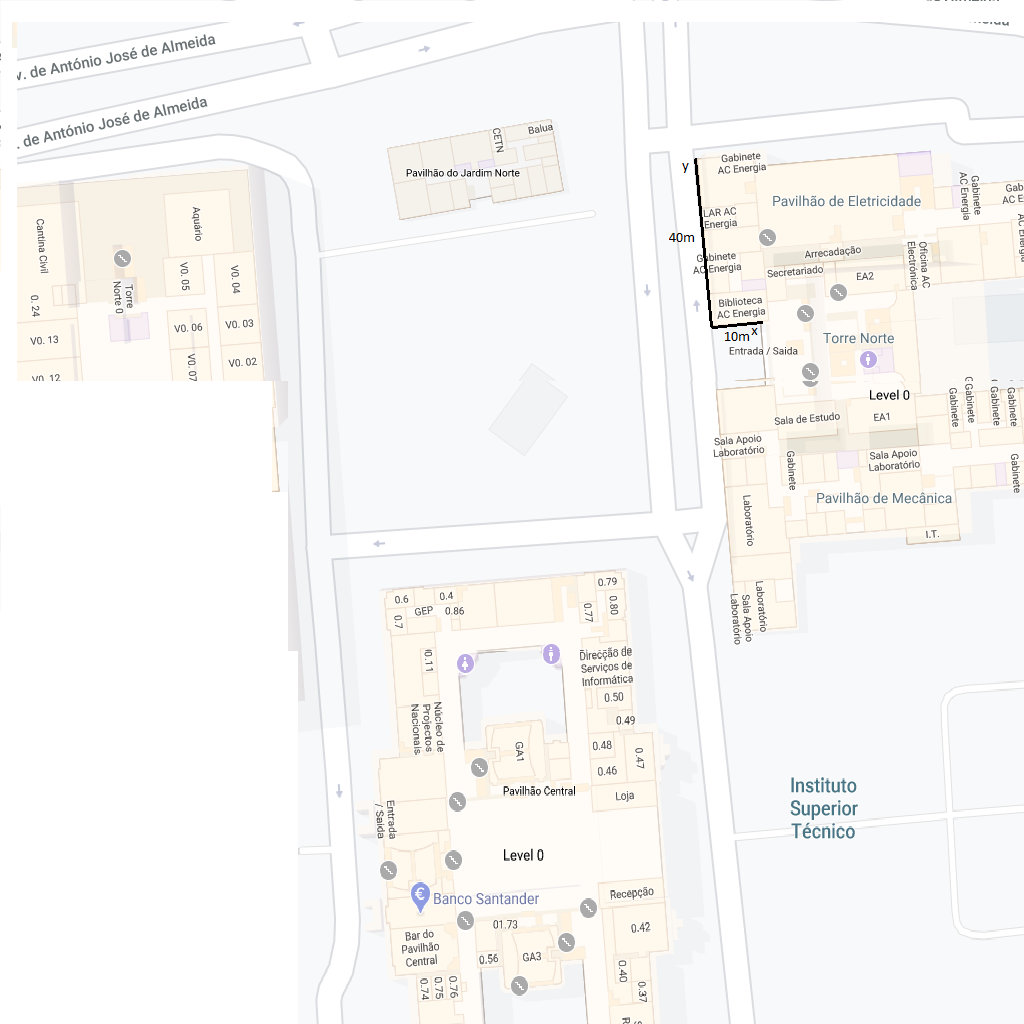 v. de António José de Almeida
. de António José de Almeida
CETN
Balua
Pavilhão do Jardim Norte
y
40m
x
10m
Gabinete
AC Energia
LAR AC
Energia
Gabinete
AC Energia
Biblioteca
AC Energia
Entrada / Saida
Pavilhão de Eletricidade
Gabinete
AC Energia
Arrecadação
Secretariado
EA2
Oficina AC
Electrónica
Torre Norte
Level 0
Cantina Civil
Aquário
Torre
Norte 0
V0. 05
V0. 04
0. 24
V0. 13
V0. 06
V0. 03
V0. 12
V0. 07
V0. 02
Sala de Estudo
EA1
Gabinete
Gabinete
Gabinete
Gabinete
Sala Apoio
Laboratório
Gabinete
Sala Apoio
Laboratório
Gabinete
Pavilhão de Mecânica
Laboratório
I.T.
Laboratório
Sala Apoio
Laboratório
0.6
0.4
GEP
0.86
0.7
0.79
0.77
0.80
0.11
Direcção de
Serviços de
Informática
Núcleo de
Projectos
Nacionais
0.50
0.49
GA1
0.48
0.47
0.46
Pavilhão Central
Loja
Entrada
/ Saida
Level 0
Instituto
Superior
Técnico
Banco Santander
Recepção
01.73
0.42
Bar do
Pavilhão
Central
0.56
GA3
0.40
0.37
0.74
0.75
0.76